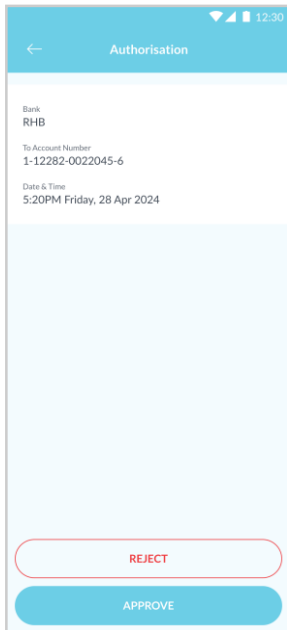 12:30
Authorisation
Bank
RHB
To Account Number
1-12282-0022045-6
Date & Time
5:20PM Friday, 28 Apr 2024
REJECT
APPROVE